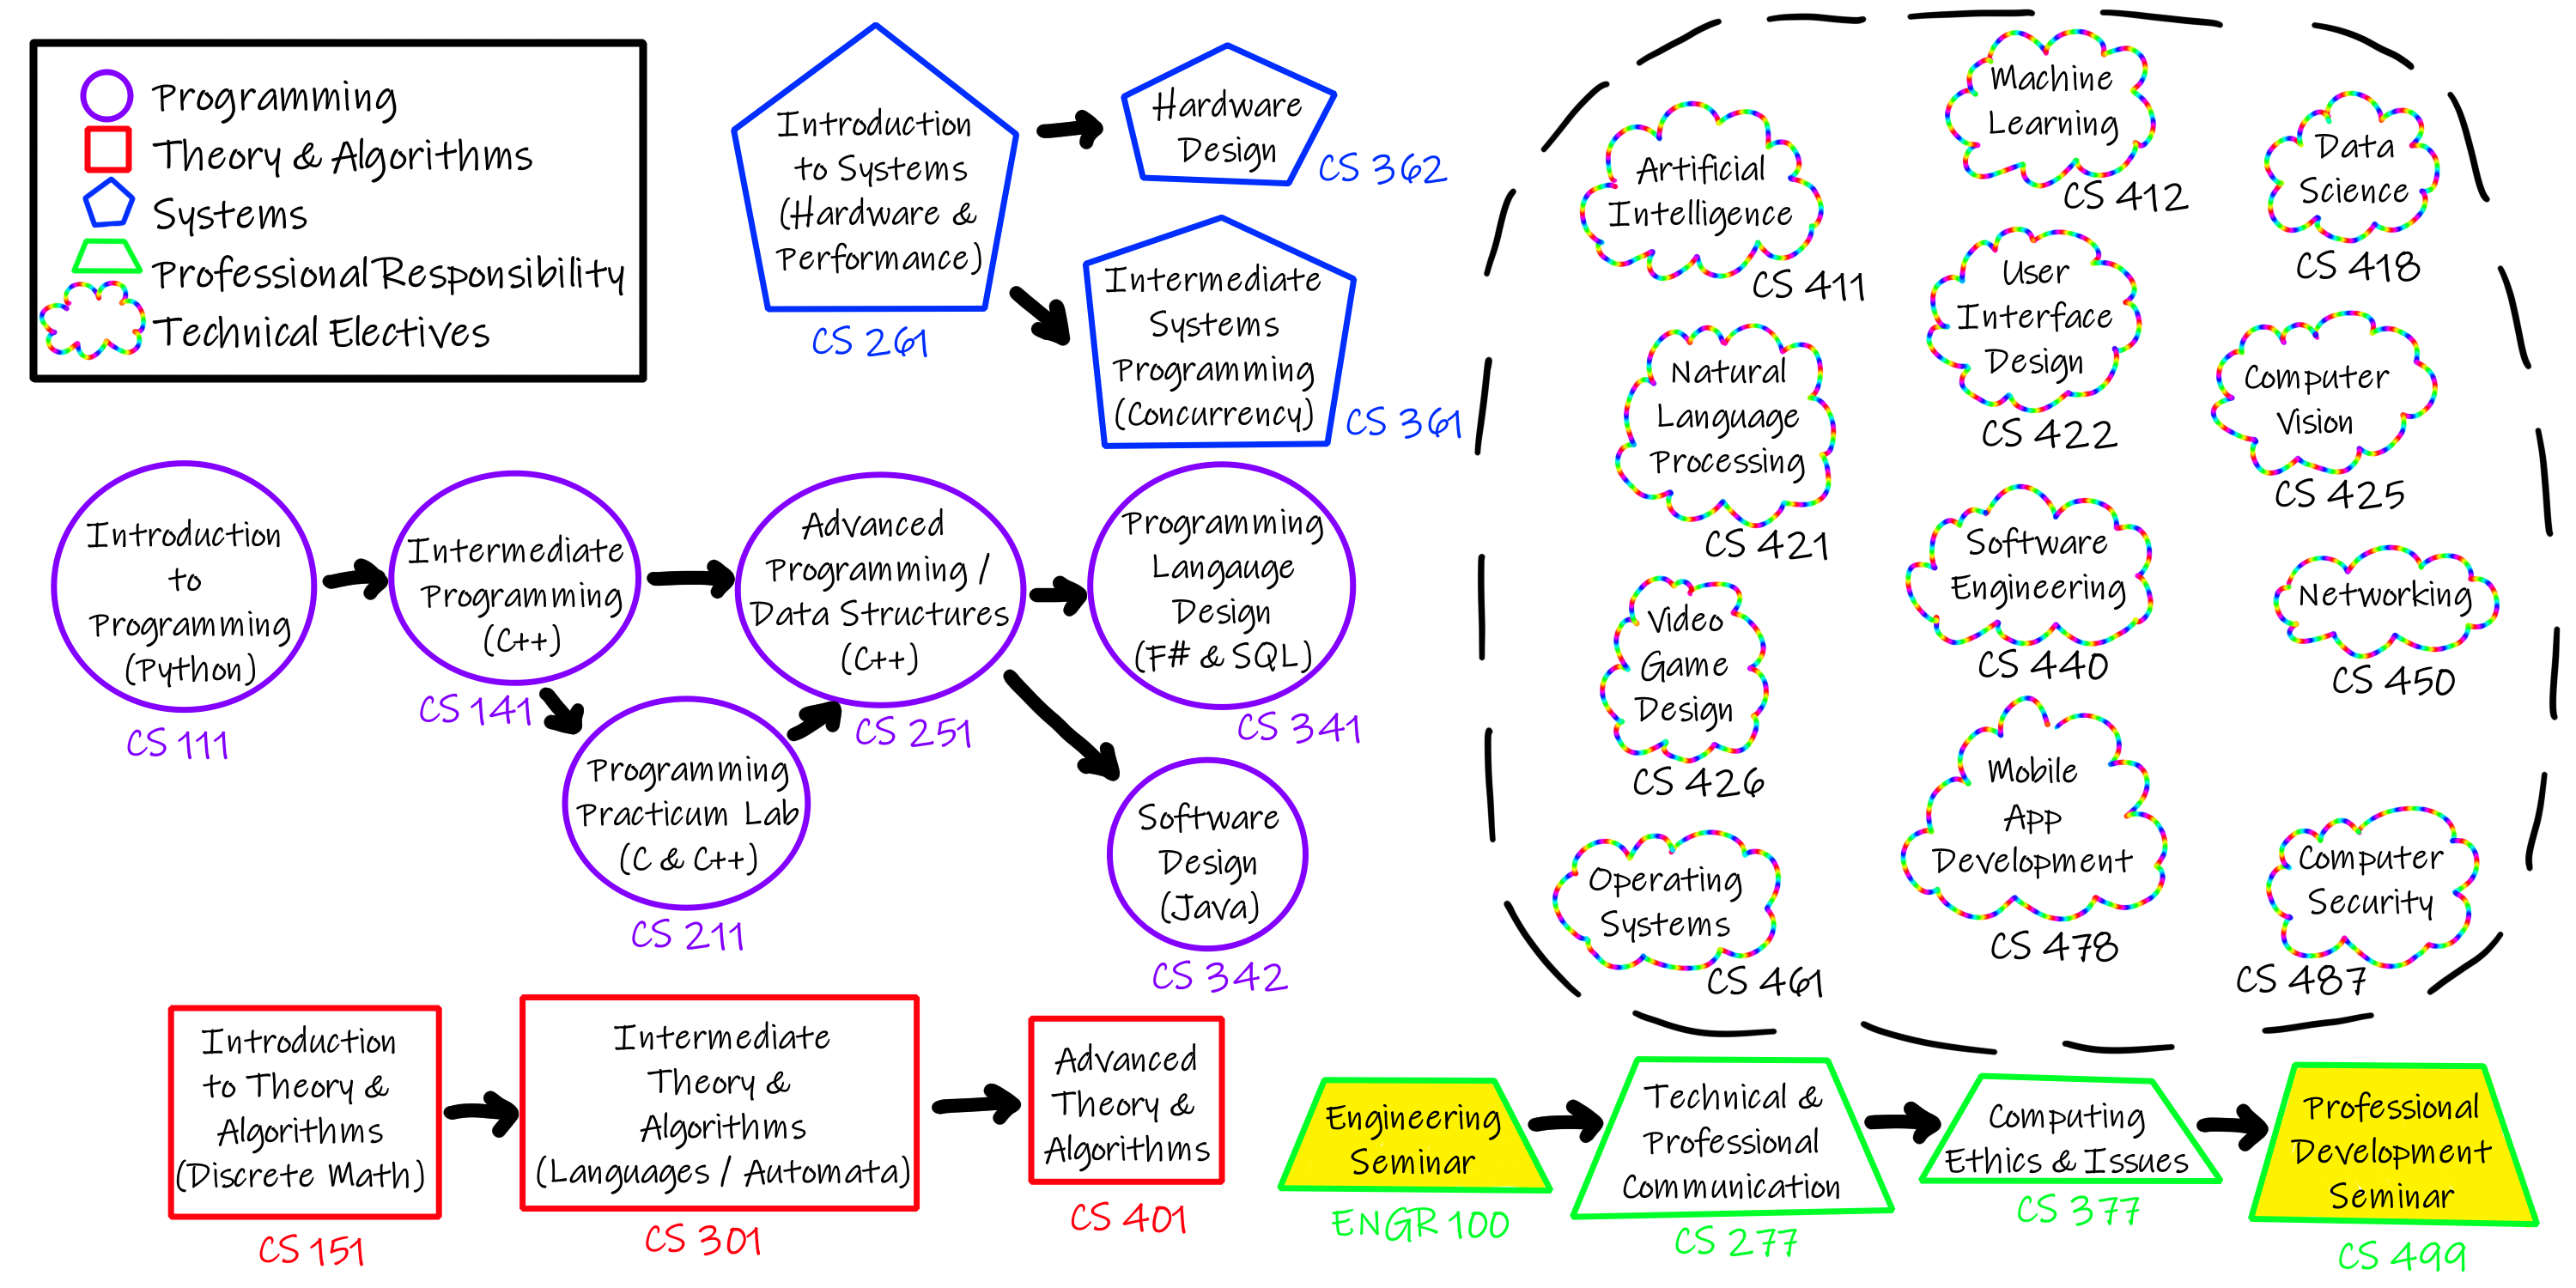 Programming
Theory & Algorithms
Systems
Professional Responsibility
Technical Electives
Introduction
to Systems
(Hardware &
Performance)
CS 261
Hardware
Design
CS 362
Intermediate
Systems
Programming
(Concurrency)
CS 361
Introduction
to
Programming
(Python)
CS 111
Intermediate
Programming
(C++)
CS 141
Programming
Practicum Lab
(C & C++)
CS 211
Advanced
Programming /
Data Structures
(C++)
CS 251
Programming
Langauge
Design
(F# & SQL)
CS 341
Software
Design
(Java)
CS 342
Introduction
to Theory &
Algorithms
(Discrete Math)
CS 151
Intermediate
Theory &
Algorithms
(Languages / Automata)
CS 301
Advanced
Theory &
Algorithms
CS 401
Artificial
Intelligence
CS 411
Machine
Learning
CS 412
Data
Science
CS 418
Natural
Language
Processing
CS 421
User
Interface
Design
CS 422
Computer
Vision
CS 425
Video
Game
Design
CS 426
Software
Engineering
CS 440
Networking
CS 450
Operating
Systems
CS 461
Mobile
App
Development
CS 478
Computer
Security
CS 487
Engineering
Seminar
ENGR 100
Technical &
Professional
Communication
CS 277
Computing
Ethics & Issues
CS 377
Professional
Development
Seminar
CS 499